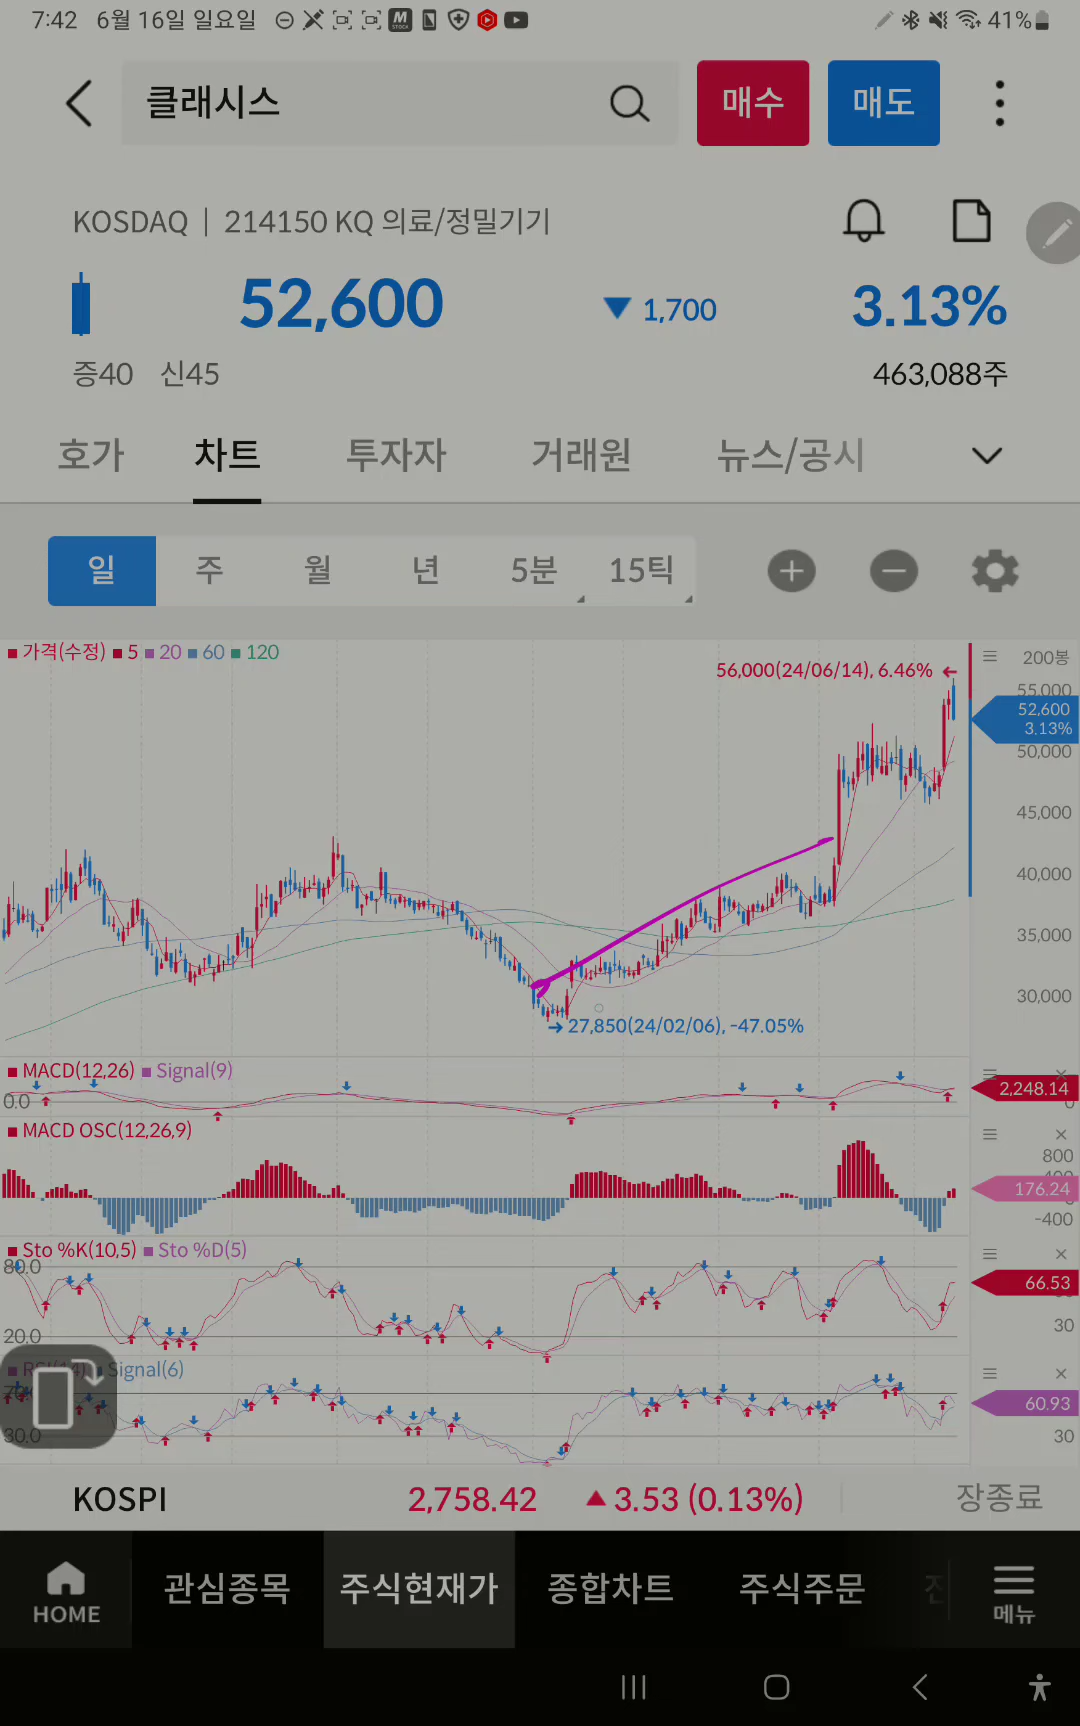 7:42 6월 16일 일요일 41%
클래시스 매수 매도
KOSDAQ | 214150 KQ 의료/정밀기기
52,600 ▼ 1,700 3.13%
증40 신45 463,088주
호가 차트 투자자 거래원 뉴스/공시
일 주 월 년 5분 15틱
가격(수정) 5 20 60 120
200봉
56,000(24/06/14), 6.46% ←
55,000
52,600
3.13%
50,000
45,000
40,000
35,000
30,000
→ 27,850(24/02/06), -47.05%
MACD(12,26) Signal(9)
0.0
2,248.14
MACD OSC(12,26,9)
800
176.24
-400
Sto %K(10,5) Sto %D(5)
80.0
66.53
20.0
30
RSI(14) Signal(6)
60.93
30.0
30
KOSPI 2,758.42 ▲ 3.53 (0.13%) 장종료
HOME 관심종목 주식현재가 종합차트 주식주문 메뉴